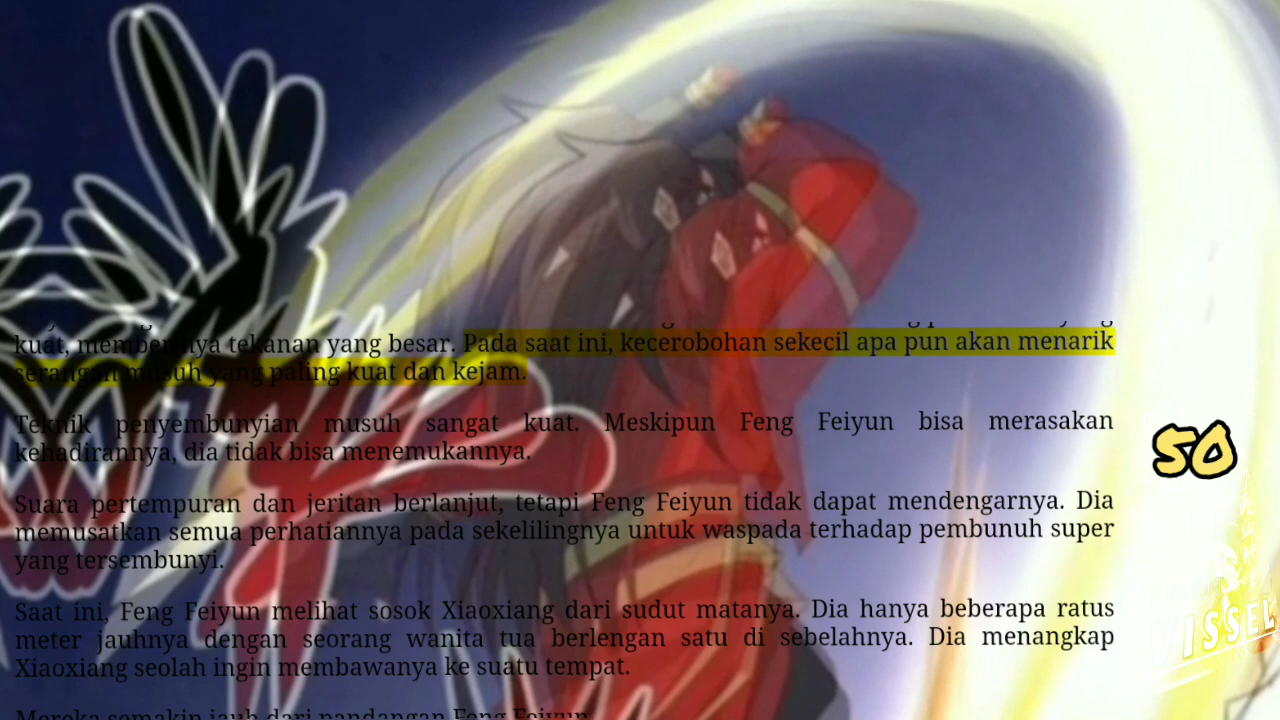 kuat, memberinya tekanan yang besar. Pada saat ini, kecerobohan sekecil apa pun akan menarik
serangan musuh yang paling kuat dan kejam.
Teknik penyembunyian musuh sangat kuat. Meskipun Feng Feiyun bisa merasakan
kehadirannya, dia tidak bisa menemukannya.
Suara pertempuran dan jeritan berlanjut, tetapi Feng Feiyun tidak dapat mendengarnya. Dia
memusatkan semua perhatiannya pada sekelilingnya untuk waspada terhadap pembunuh super
yang tersembunyi.
Saat ini, Feng Feiyun melihat sosok Xiaoxiang dari sudut matanya. Dia hanya beberapa ratus
meter jauhnya dengan seorang wanita tua berlengan satu di sebelahnya. Dia menangkap
Xiaoxiang seolah ingin membawanya ke suatu tempat.
Mereka semakin jauh dari pandangan Feng Feiyun
SO
VISSEL